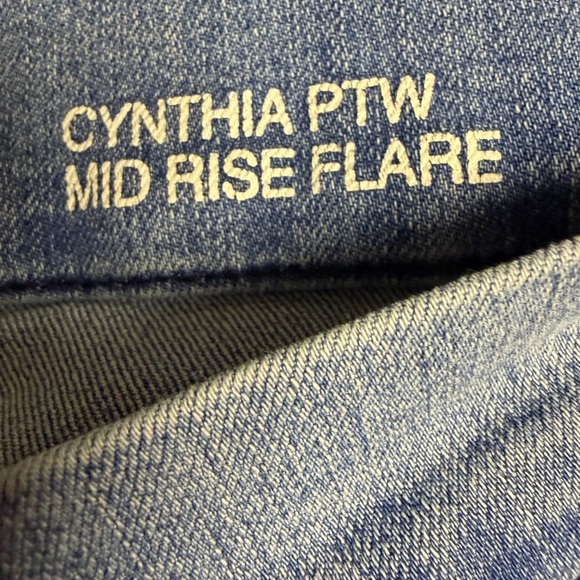 CYNTHIA PTW
MID RISE FLARE